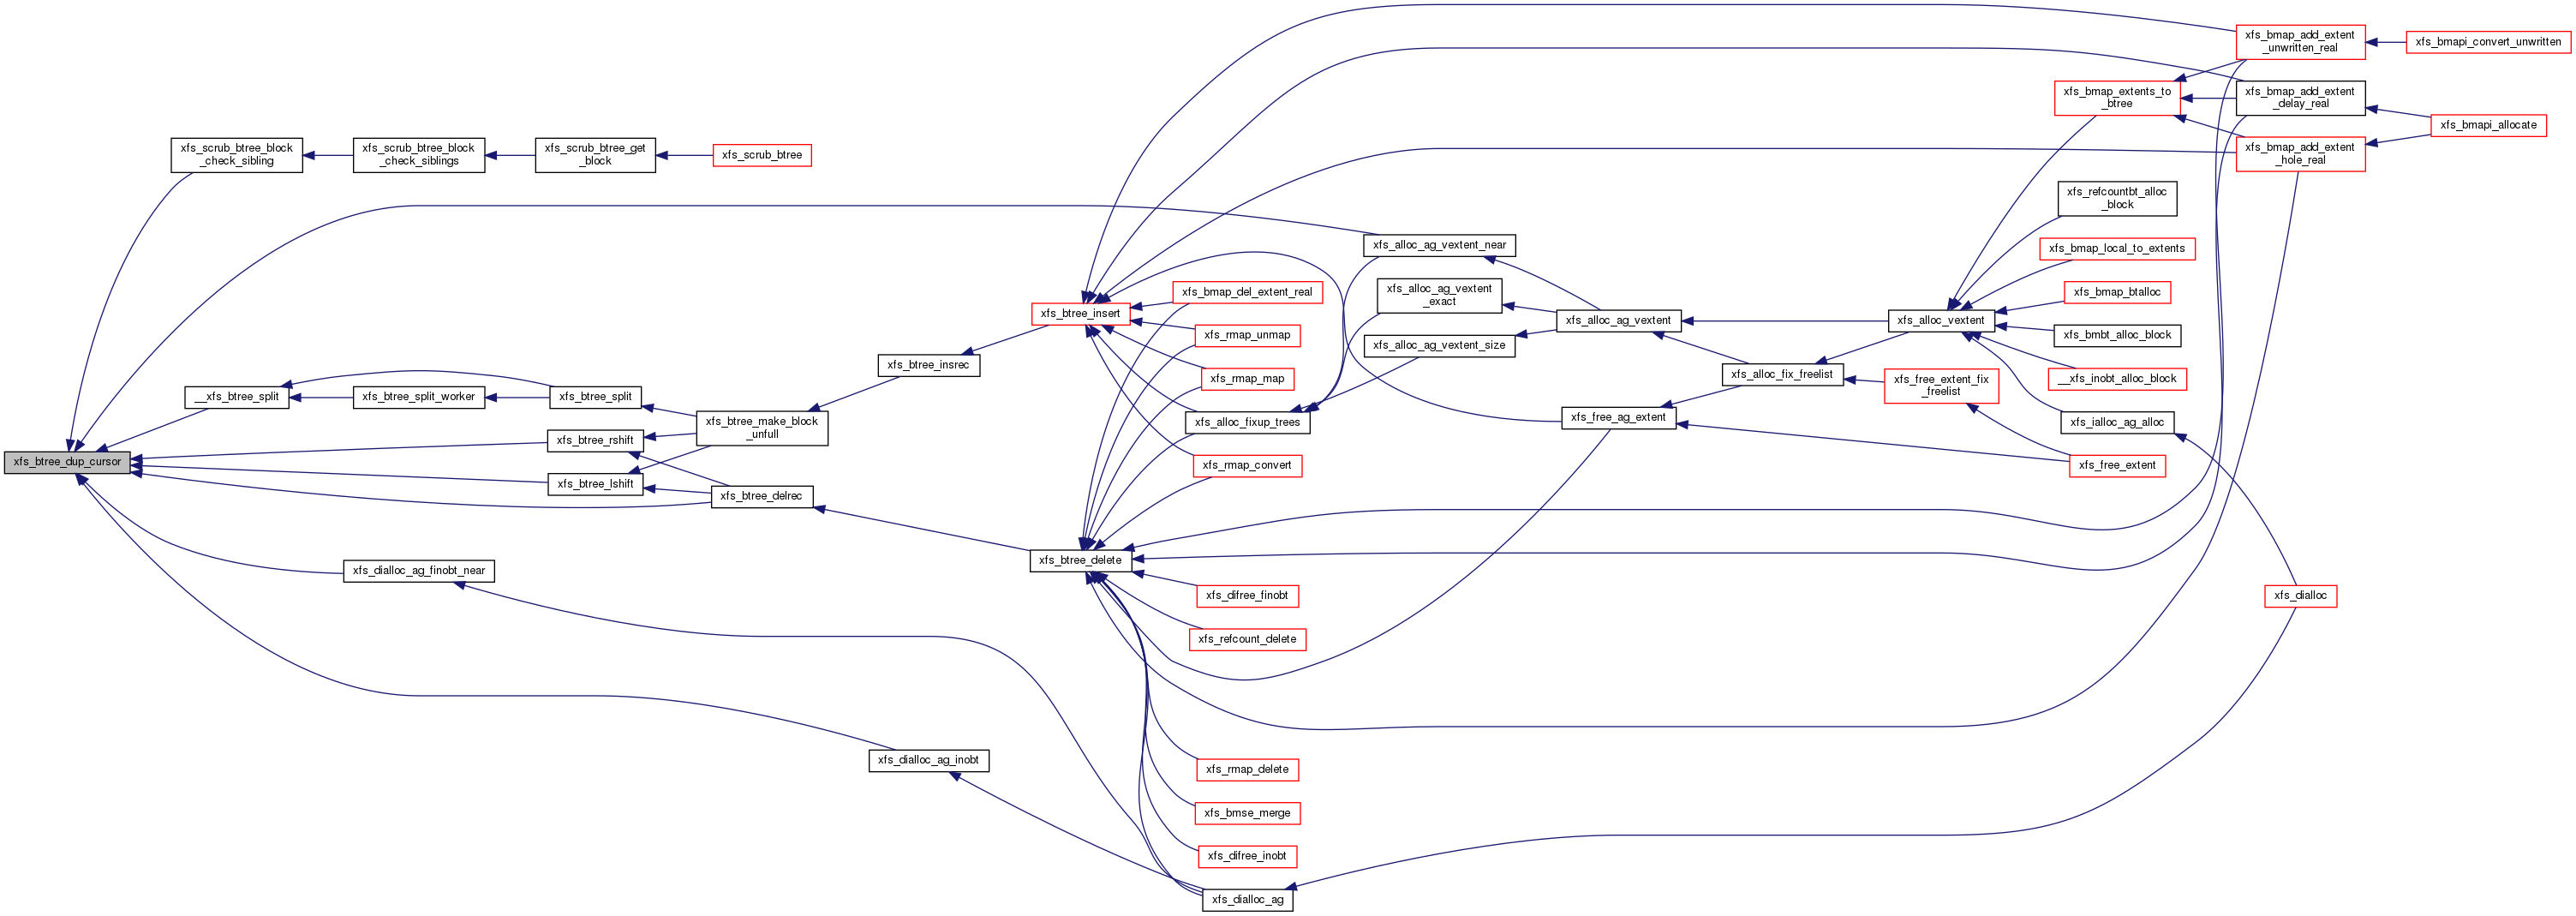 xfs_btree_dup_cursor
xfs_scrub_btree_block
_check_sibling
xfs_scrub_btree_block
_check_siblings
xfs_scrub_btree_get
_block
xfs_scrub_btree
__xfs_btree_split
xfs_btree_split_worker
xfs_btree_split
xfs_btree_rshift
xfs_btree_lshift
xfs_btree_make_block
_unfull
xfs_btree_delrec
xfs_btree_insrec
xfs_dialloc_ag_finobt_near
xfs_dialloc_ag_inobt
xfs_btree_insert
xfs_btree_delete
xfs_bmap_del_extent_real
xfs_rmap_unmap
xfs_rmap_map
xfs_alloc_fixup_trees
xfs_rmap_convert
xfs_difree_finobt
xfs_refcount_delete
xfs_rmap_delete
xfs_bmse_merge
xfs_difree_inobt
xfs_dialloc_ag
xfs_alloc_ag_vextent_near
xfs_alloc_ag_vextent
_exact
xfs_alloc_ag_vextent_size
xfs_alloc_ag_vextent
xfs_free_ag_extent
xfs_alloc_fix_freelist
xfs_alloc_vextent
xfs_free_extent_fix
_freelist
xfs_bmap_extents_to
_btree
xfs_refcountbt_alloc
_block
xfs_bmap_local_to_extents
xfs_bmap_btalloc
xfs_bmbt_alloc_block
__xfs_inobt_alloc_block
xfs_ialloc_ag_alloc
xfs_free_extent
xfs_bmap_add_extent
_unwritten_real
xfs_bmap_add_extent
_delay_real
xfs_bmap_add_extent
_hole_real
xfs_dialloc
xfs_bmapi_convert_unwritten
xfs_bmapi_allocate